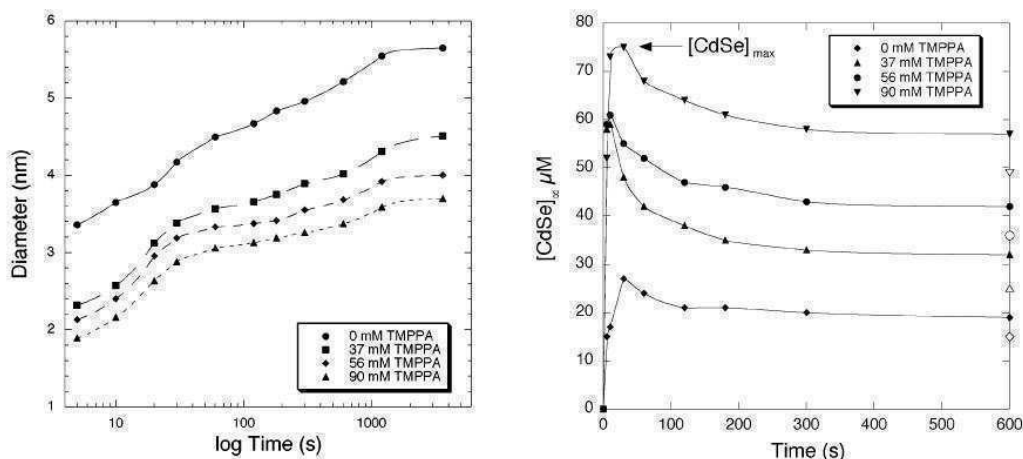 6
5
4
3
2
1
Diameter (nm)
10
100
1000
log Time (s)
0 mM TMPPA
37 mM TMPPA
56 mM TMPPA
90 mM TMPPA
80
70
60
50
40
30
20
10
0
[CdSe]∞ μM
[CdSe]max
0 mM TMPPA
37 mM TMPPA
56 mM TMPPA
90 mM TMPPA
0
100
200
300
400
500
600
Time (s)